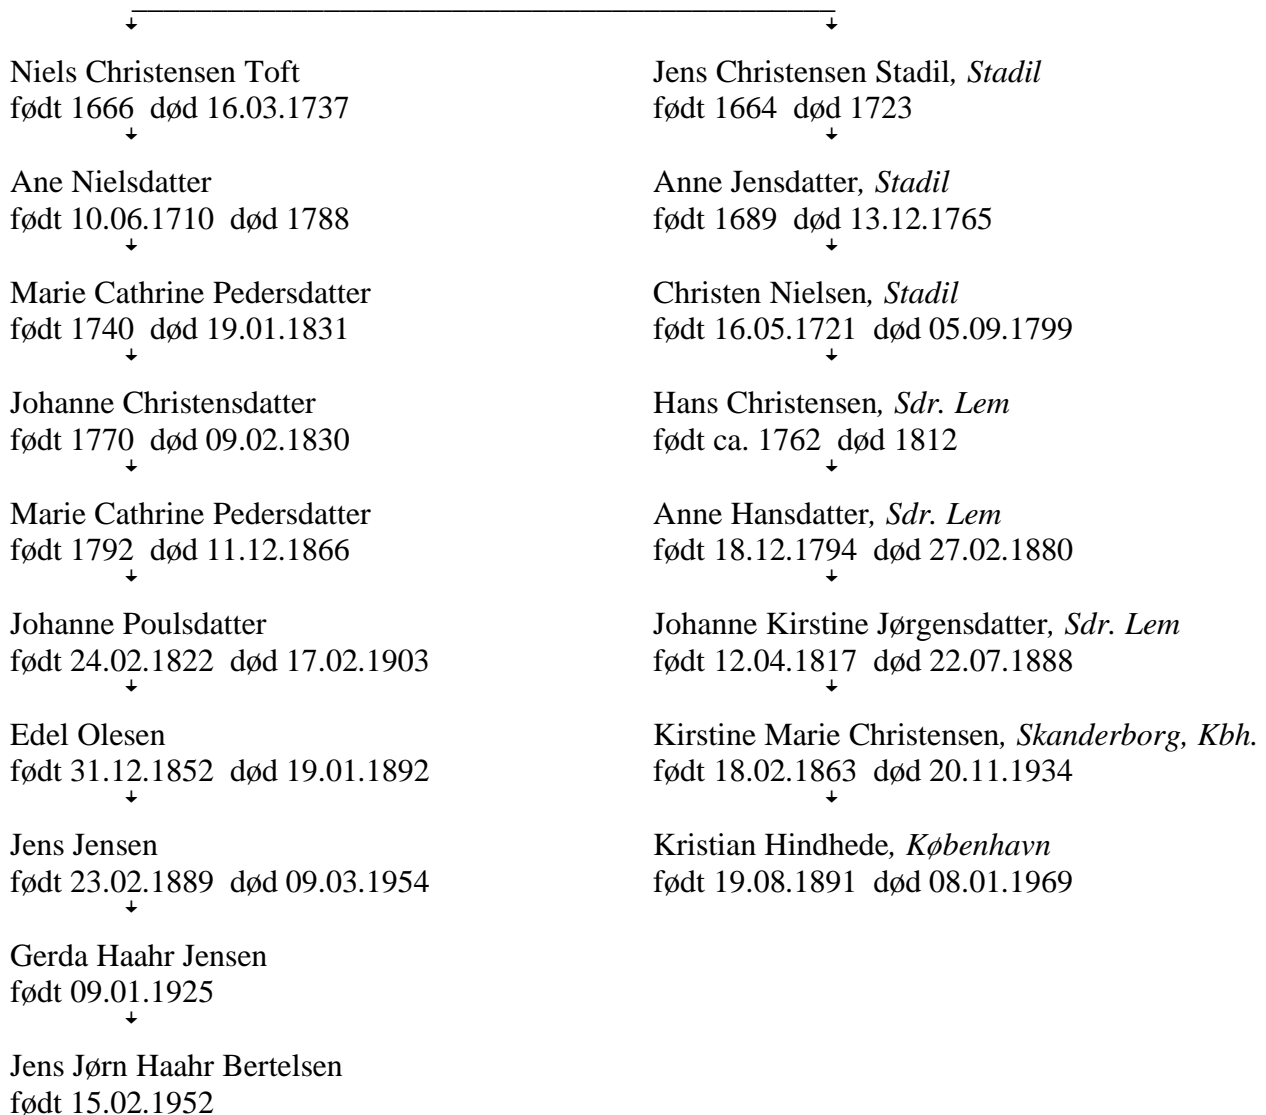 Niels Christensen Toft
født 1666 død 16.03.1737
Jens Christensen Stadil, Stadil
født 1664 død 1723
Ane Nielsdatter
født 10.06.1710 død 1788
Anne Jensdatter, Stadil
født 1689 død 13.12.1765
Marie Cathrine Pedersdatter
født 1740 død 19.01.1831
Christen Nielsen, Stadil
født 16.05.1721 død 05.09.1799
Johanne Christensdatter
født 1770 død 09.02.1830
Hans Christensen, Sdr. Lem
født ca. 1762 død 1812
Marie Cathrine Pedersdatter
født 1792 død 11.12.1866
Anne Hansdatter, Sdr. Lem
født 18.12.1794 død 27.02.1880
Johanne Poulsdatter
født 24.02.1822 død 17.02.1903
Johanne Kirstine Jørgensdatter, Sdr. Lem
født 12.04.1817 død 22.07.1888
Edel Olesen
født 31.12.1852 død 19.01.1892
Kirstine Marie Christensen, Skanderborg, Kbh.
født 18.02.1863 død 20.11.1934
Jens Jensen
født 23.02.1889 død 09.03.1954
Kristian Hindhede, København
født 19.08.1891 død 08.01.1969
Gerda Haahr Jensen
født 09.01.1925
Jens Jørn Haahr Bertelsen
født 15.02.1952